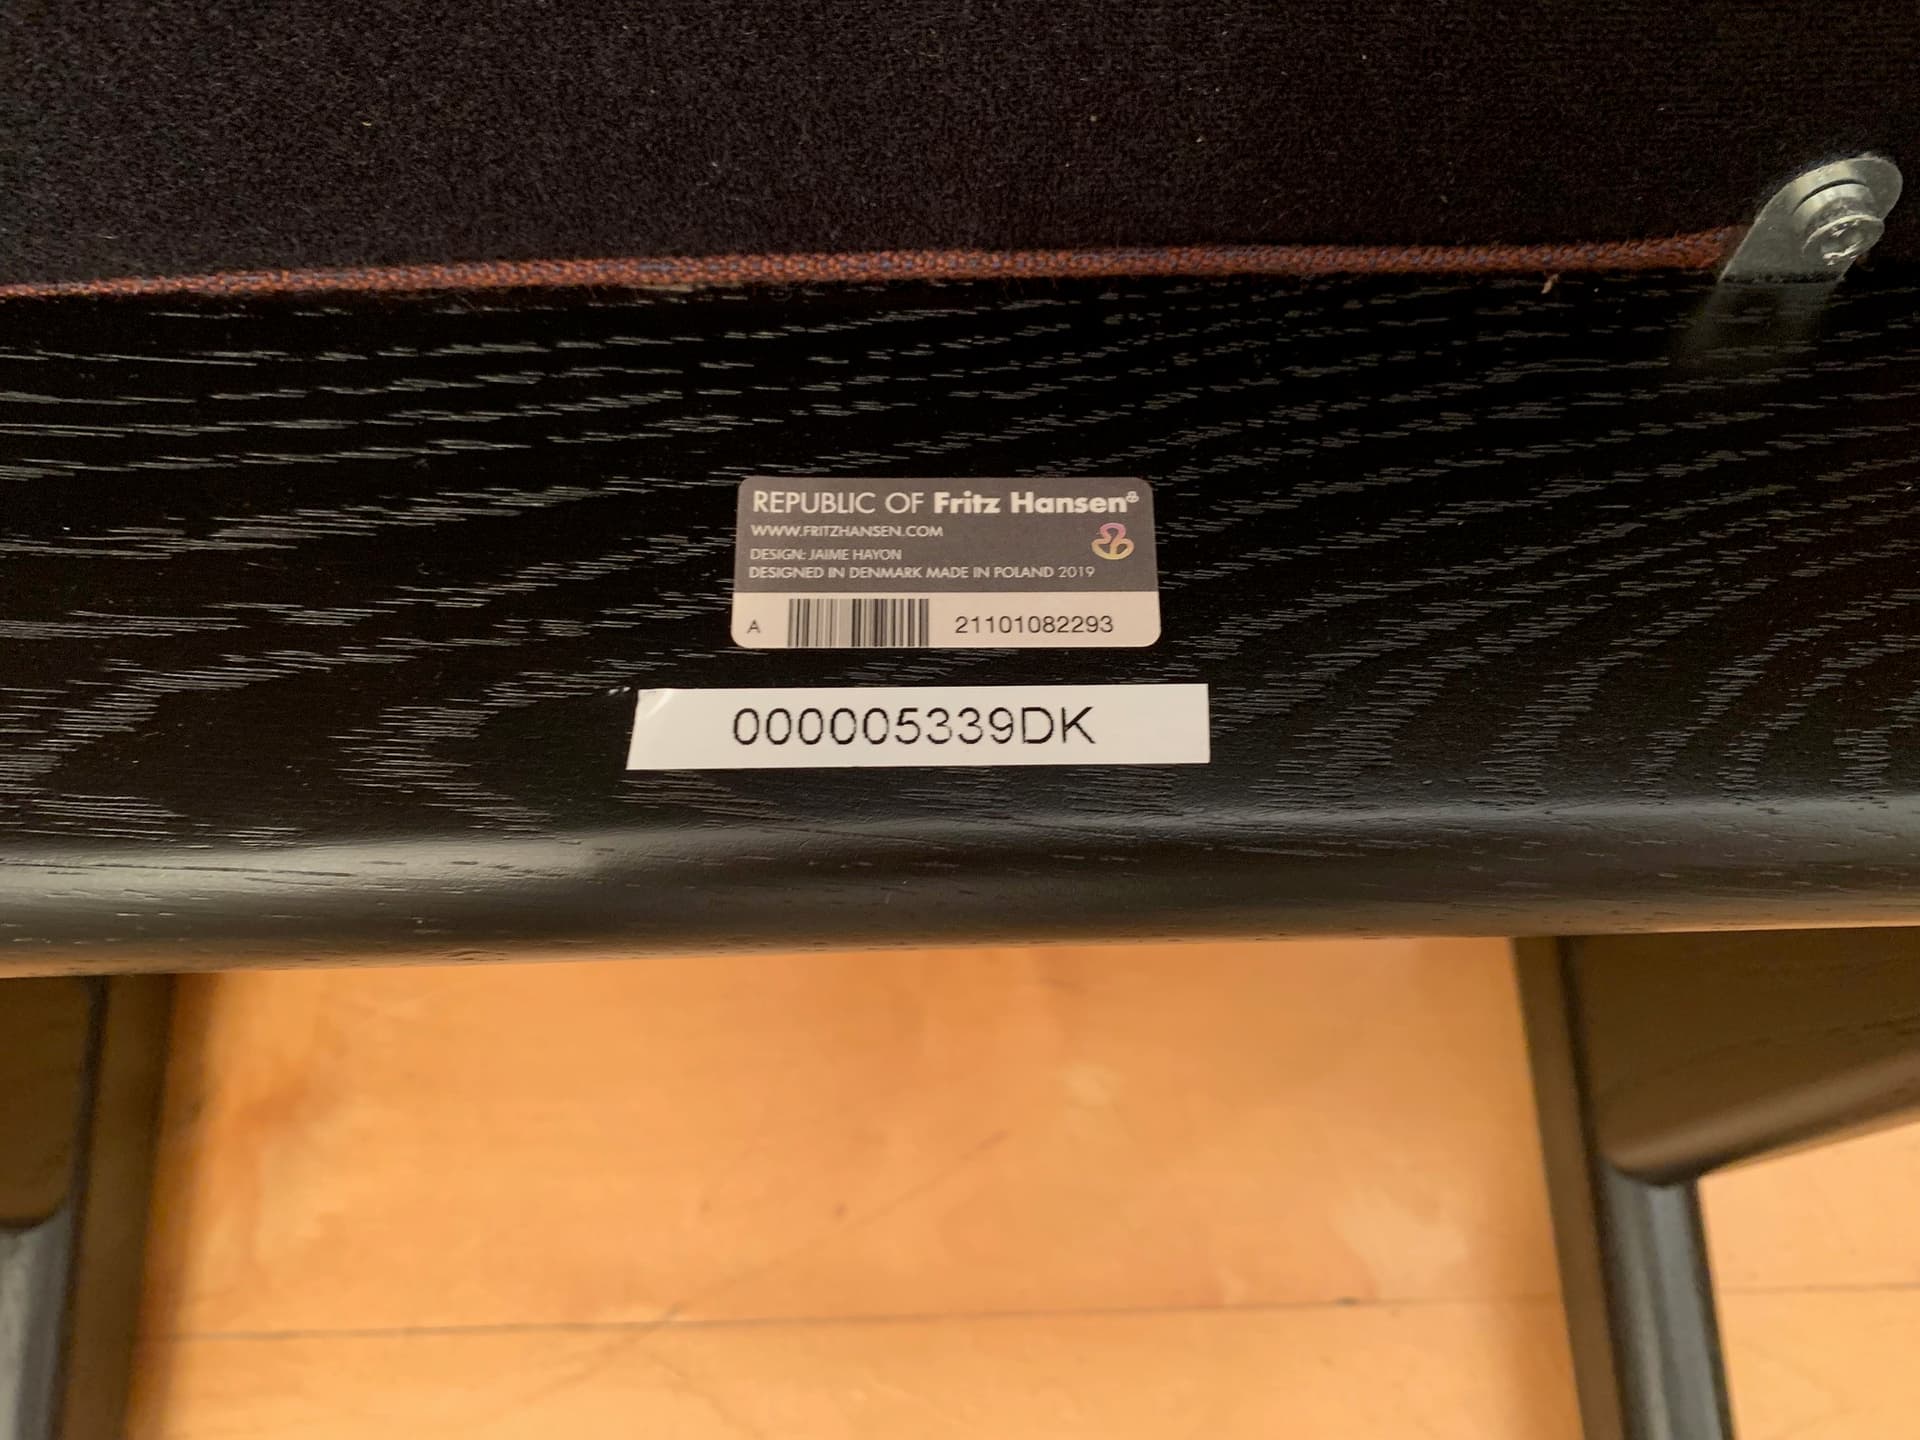 REPUBLIC OF Fritz Hansen®
WWW.FRITZHANSEN.COM
DESIGN: JAIME HAYON
DESIGNED IN DENMARK MADE IN POLAND 2019
A 21101082293
000005339DK